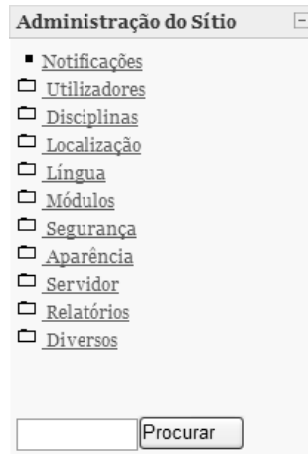 Administração do Sítio
Notificações
Utilizadores
Disciplinas
Localização
Língua
Módulos
Segurança
Aparência
Servidor
Relatórios
Diversos
Procurar